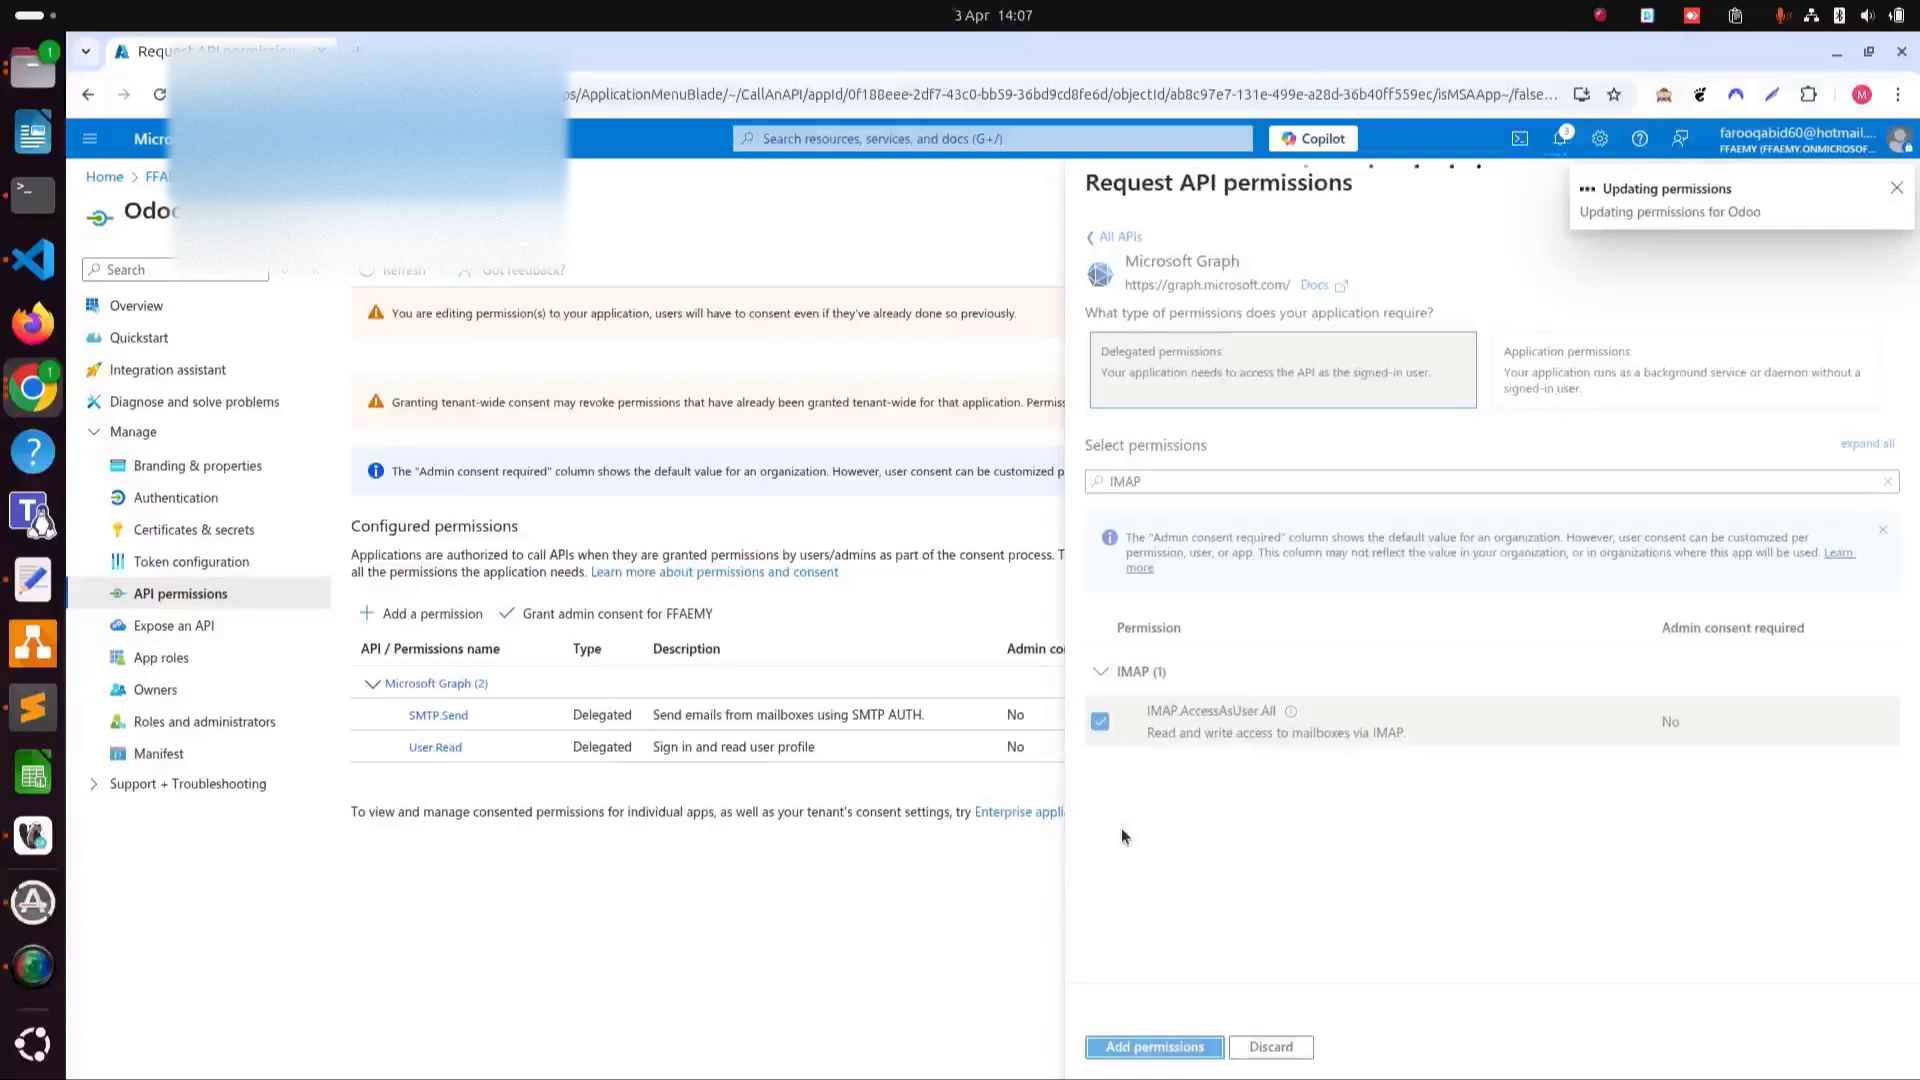 3 Apr 14:07
1
Request API permissions
ps/ApplicationMenuBlade/~/CallAnAPI/appId/0f188eee-2df7-43c0-bb59-36bd9cd8fe6d/objectId/ab8c97e7-131e-499e-a28d-36b40ff559ec/isMSAApp~/false...
M
Micro
Search resources, services, and docs (G+/)
Copilot
3
farooqabid60@hotmail....
FFAEMY (FFAEMY.ONMICROSOF...
Home > FFAE
Odoo
Search
Refresh
Got feedback?
Overview
Quickstart
Integration assistant
Diagnose and solve problems
Manage
Branding & properties
Authentication
Certificates & secrets
Token configuration
API permissions
Expose an API
App roles
Owners
Roles and administrators
Manifest
Support + Troubleshooting
1
You are editing permission(s) to your application, users will have to consent even if they've already done so previously.
Granting tenant-wide consent may revoke permissions that have already been granted tenant-wide for that application. Permiss
The "Admin consent required" column shows the default value for an organization. However, user consent can be customized p
Configured permissions
Applications are authorized to call APIs when they are granted permissions by users/admins as part of the consent process. T
all the permissions the application needs. Learn more about permissions and consent
Add a permission
Grant admin consent for FFAEMY
API / Permissions name Type Description Admin co
Microsoft Graph (2)
SMTP.Send Delegated Send emails from mailboxes using SMTP AUTH. No
User.Read Delegated Sign in and read user profile No
To view and manage consented permissions for individual apps, as well as your tenant's consent settings, try Enterprise appli
Request API permissions
Updating permissions
Updating permissions for Odoo
All APIs
Microsoft Graph
https://graph.microsoft.com/ Docs
What type of permissions does your application require?
Delegated permissions
Your application needs to access the API as the signed-in user.
Application permissions
Your application runs as a background service or daemon without a
signed-in user.
Select permissions
expand all
IMAP
The "Admin consent required" column shows the default value for an organization. However, user consent can be customized per
permission, user, or app. This column may not reflect the value in your organization, or in organizations where this app will be used. Learn
more
Permission Admin consent required
IMAP (1)
IMAP.AccessAsUser.All
Read and write access to mailboxes via IMAP.
No
Add permissions
Discard